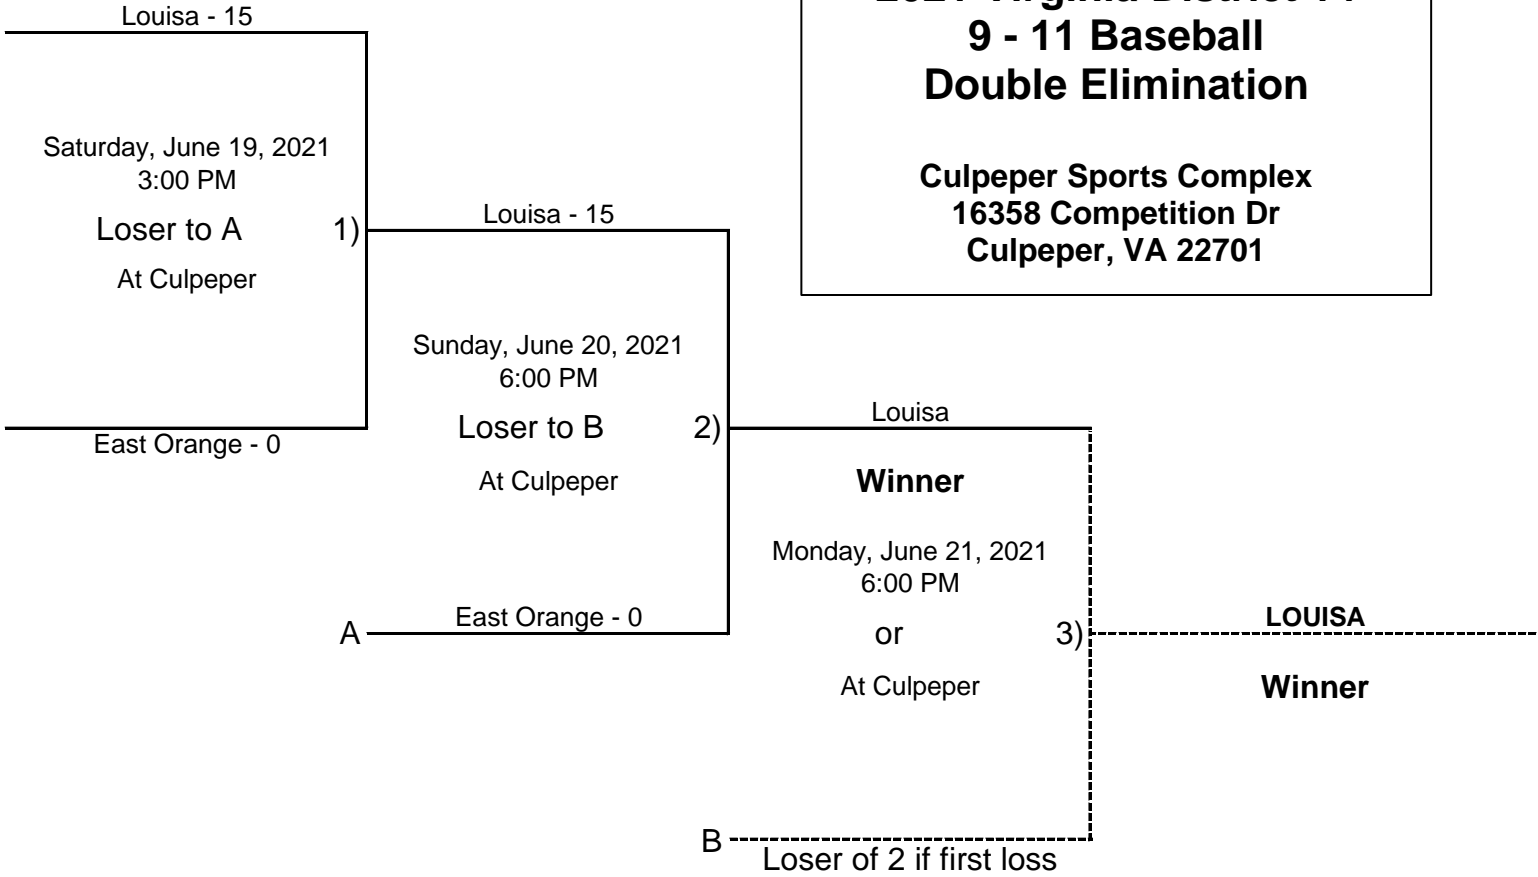 9 - 11 Baseball
Double Elimination
Culpeper Sports Complex
16358 Competition Dr
Culpeper, VA 22701
Louisa - 15
Saturday, June 19, 2021
3:00 PM
Loser to A
1)
At Culpeper
East Orange - 0
Louisa - 15
Sunday, June 20, 2021
6:00 PM
Loser to B
2)
At Culpeper
A
East Orange - 0
Louisa
Winner
Monday, June 21, 2021
6:00 PM
or
3)
At Culpeper
B
Loser of 2 if first loss
LOUISA
Winner